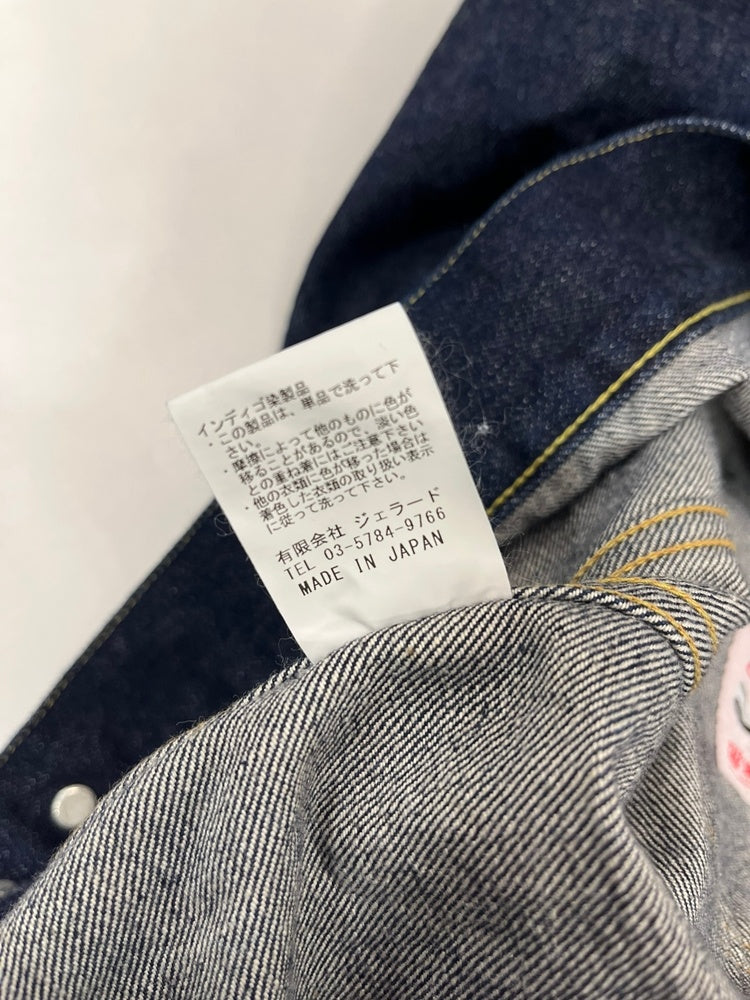 インディゴ染製品
・この製品は、単品で洗って下
さい。
・摩擦によって他のものに色が
移ることがあるので、淡い色
との重ね着にはご注意下さい
・他の衣類に色が移った場合は
着色した衣類の取り扱い表示
に従って洗って下さい。
有限会社 ジェラード
TEL 03-5784-9766
MADE IN JAPAN